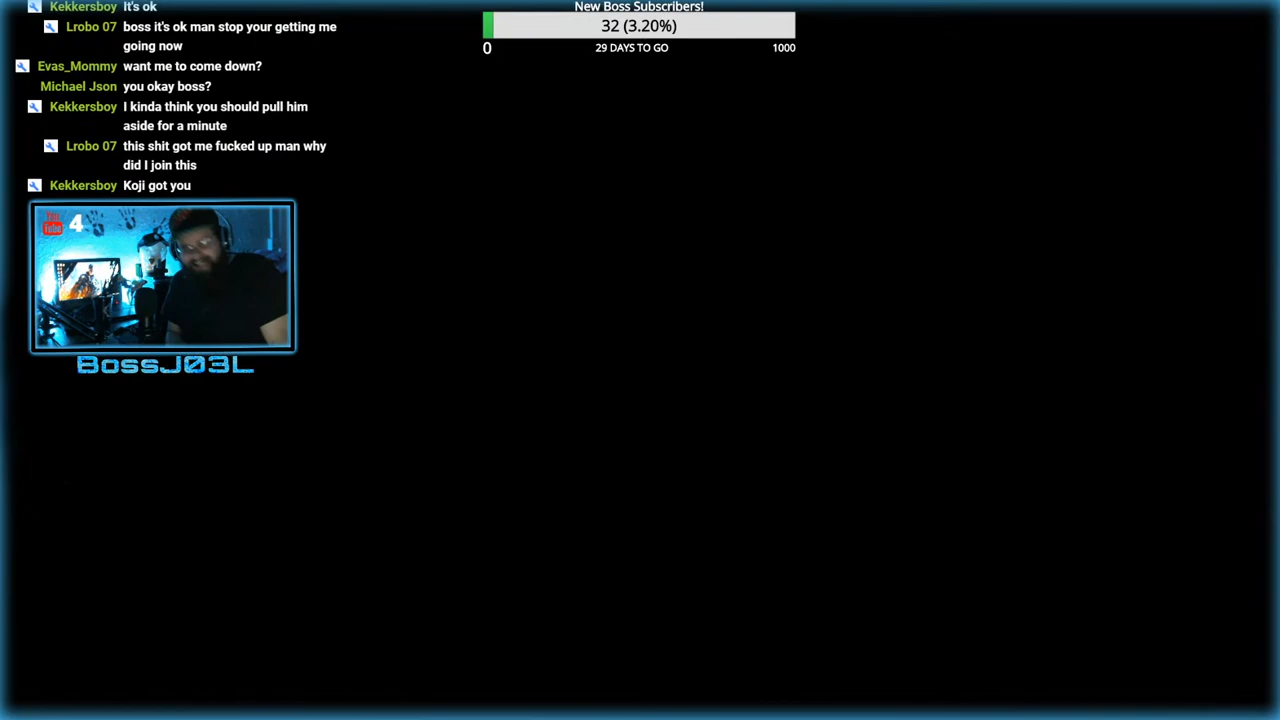 Kekkersboy It's ok
Lrobo 07 boss it's ok man stop your getting me
going now
Evas_Mommy want me to come down?
Michael Json you okay boss?
Kekkersboy I kinda think you should pull him
aside for a minute
Lrobo 07 this shit got me fucked up man why
did I join this
Kekkersboy Koji got you
You Tube 4
BossJ03L
New Boss Subscribers!
32 (3.20%)
0 29 DAYS TO GO 1000